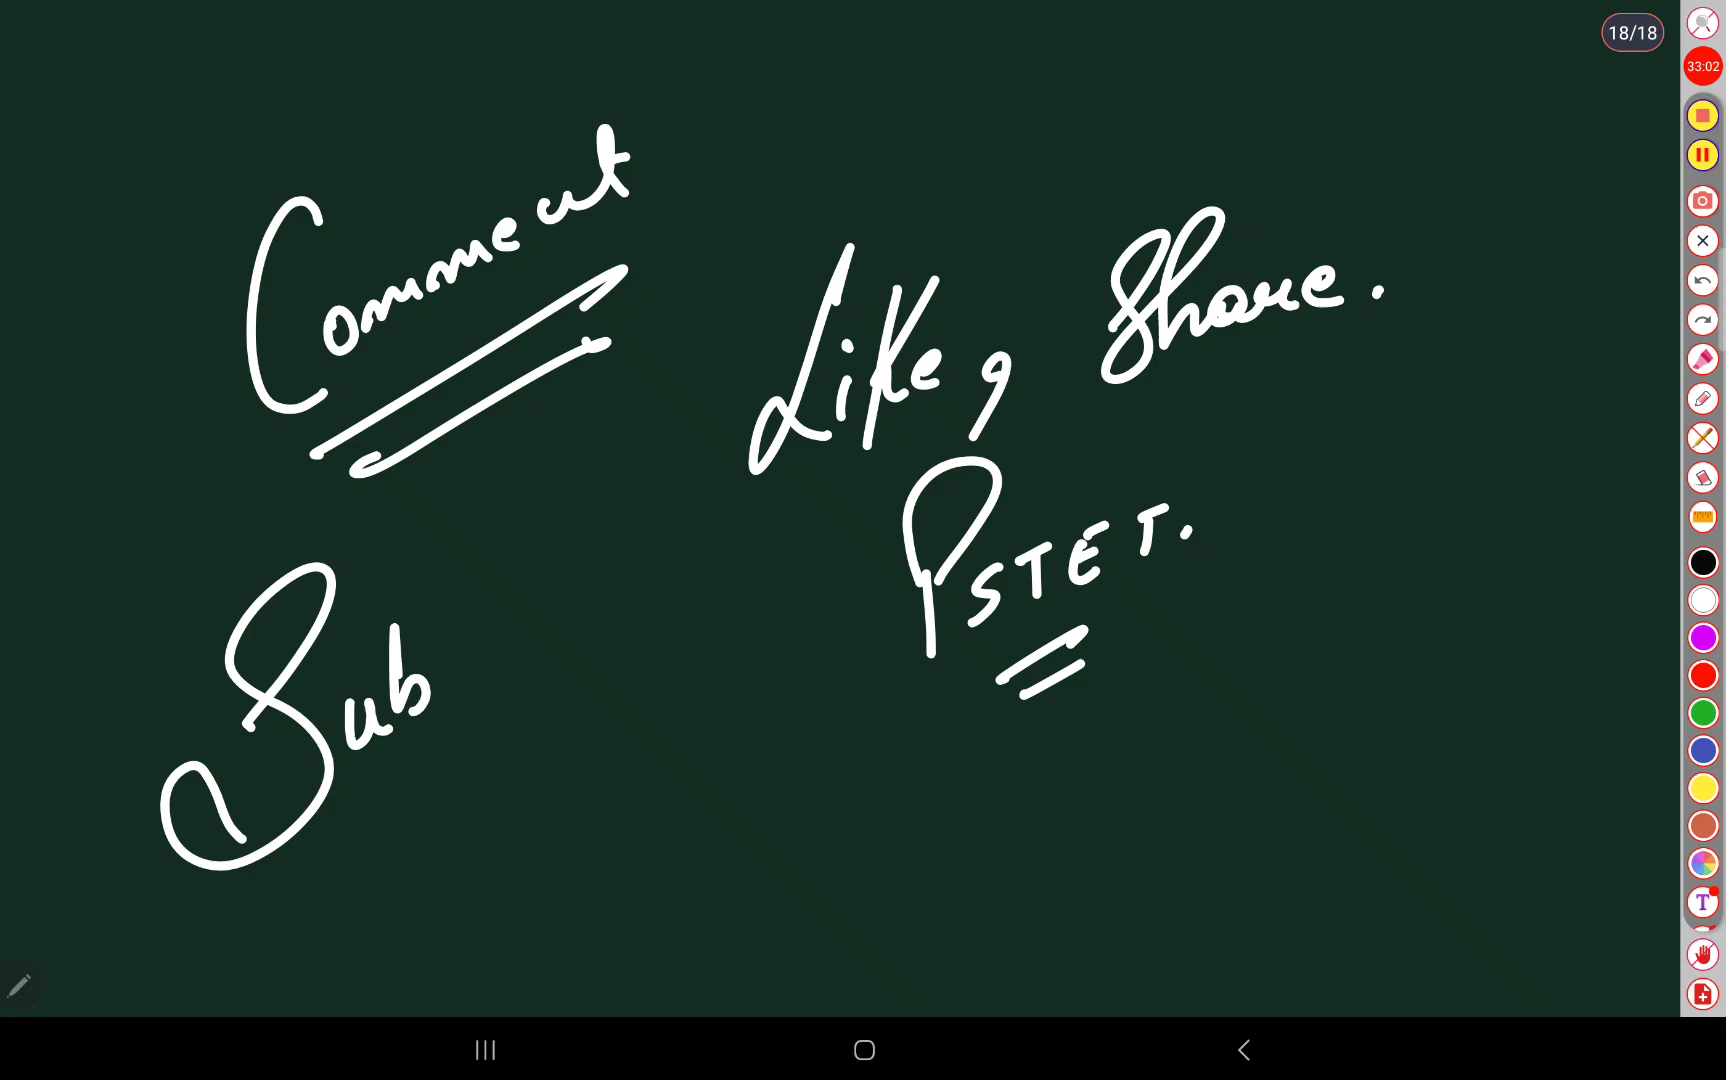 18/18
33:02
Comment
Like, Share.
PSTET.
Sub
T